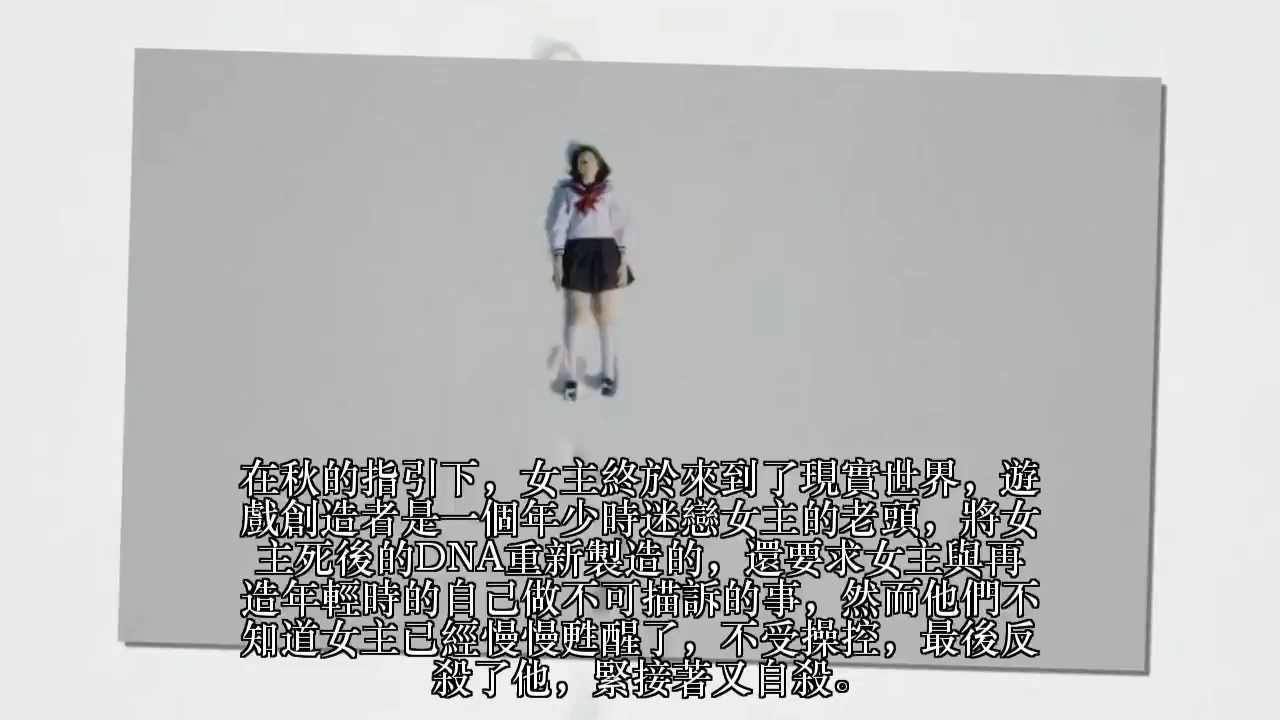 在秋的指引下，女主終於來到了現實世界，遊
戲創造者是一個年少時迷戀女主的老頭，將女
主死後的DNA重新製造的，還要求女主與再
造年輕時的自己做不可描訴的事，然而他們不
知道女主已經慢慢甦醒了，不受操控，最後反
殺了他，緊接著又自殺。